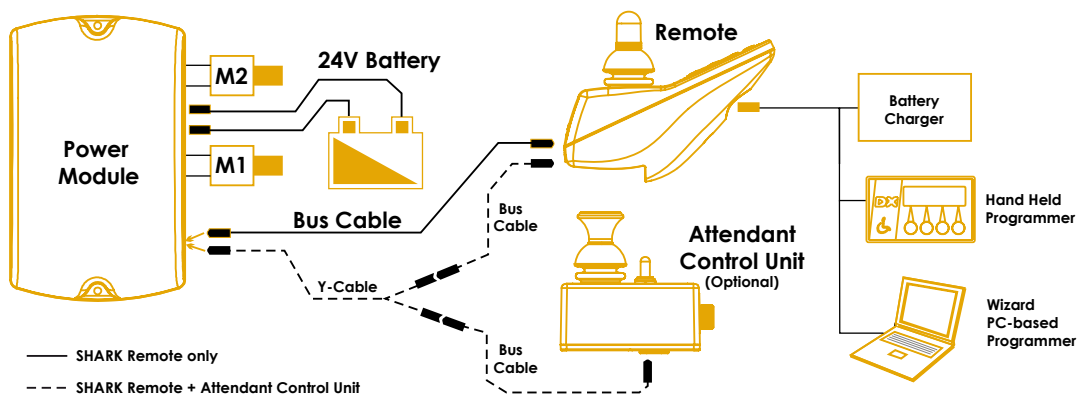 Power
Module
M2
M1
24V Battery
Remote
Battery
Charger
Bus Cable
Bus
Cable
DX
Hand Held
Programmer
Attendant
Control Unit
(Optional)
Y-Cable
Bus
Cable
Wizard
PC-based
Programmer
SHARK Remote only
SHARK Remote + Attendant Control Unit